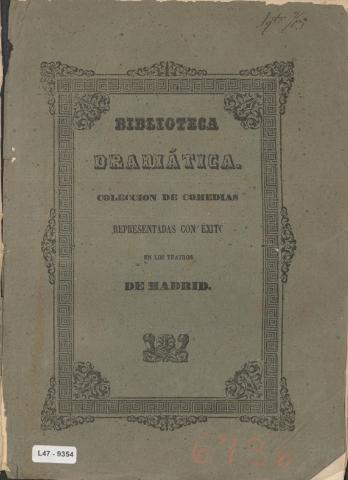 BIBLIOTECA
DRAMÁTICA.
COLECCION DE COMEDIAS
REPRESENTADAS CON EXITO
EN LOS TEATROS
DE MADRID.
L47 - 9354